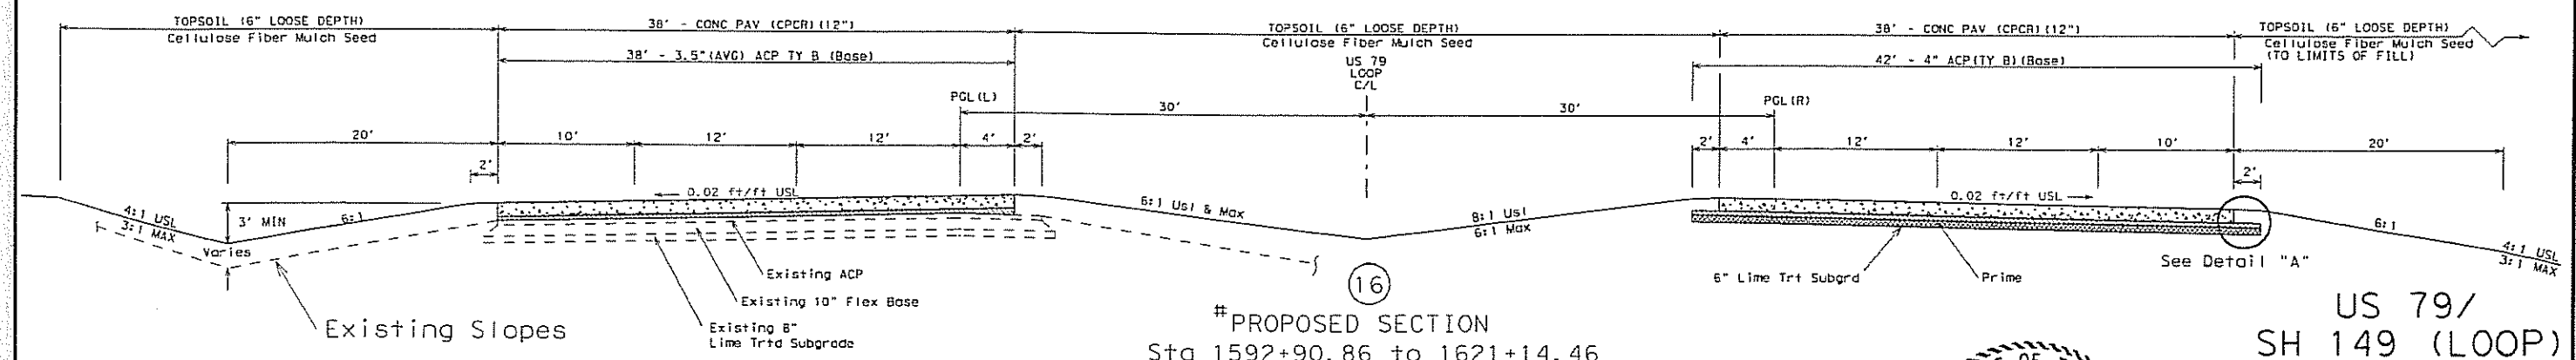 TOPSOIL (6" LOOSE DEPTH)
Cellulose Fiber Mulch Seed
38' - CONC PAV (CPCR)(12")
38' - 3.5"(AVG) ACP TY B (Base)
TOPSOIL (6" LOOSE DEPTH)
Cellulose Fiber Mulch Seed
US 79
LOOP
C/L
38' - CONC PAV (CPCR)(12")
42' - 4" ACP(TY B)(Base)
TOPSOIL (6" LOOSE DEPTH)
Cellulose Fiber Mulch Seed
(TO LIMITS OF FILL)
PGL(L)
30'
30'
PGL(R)
20'
10'
12'
12'
4'
2'
2'
4'
12'
12'
10'
20'
2'
2'
0.02 ft/ft USL
0.02 ft/ft USL
4:1 USL
3:1 MAX
3' MIN
6:1
Varies
6:1 Usl & Max
8:1 Usl
6:1 Max
6:1
4:1 USL
3:1 MAX
Existing ACP
Existing 10" Flex Base
Existing 8"
Lime Trtd Subgrade
Existing Slopes
6" Lime Trt Subgrd
Prime
See Detail "A"
16
#PROPOSED SECTION
Sta 1592+90.86 to 1621+14.46
US 79/
SH 149 (LOOP)